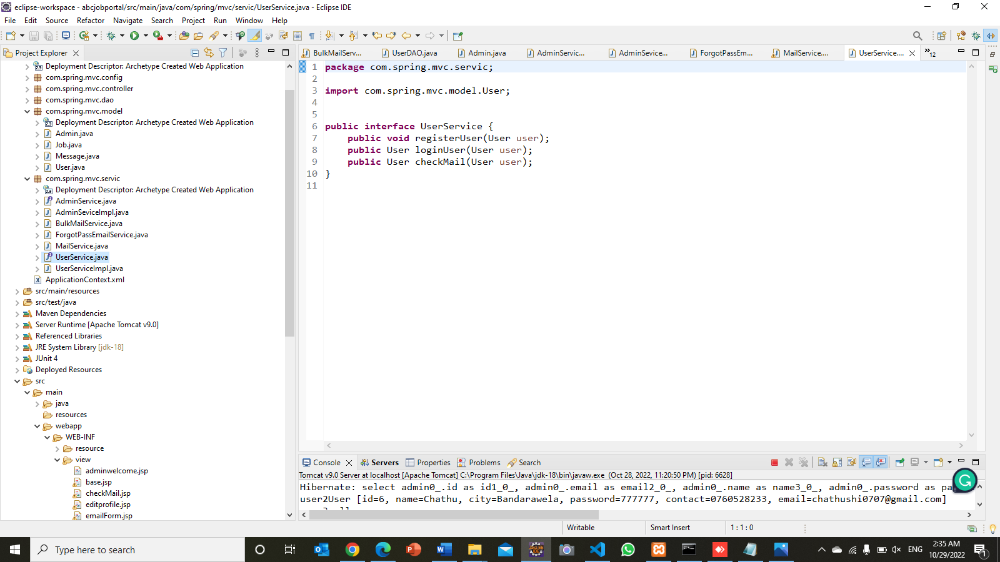 eclipse-workspace - abcjobportal/src/main/java/com/spring/mvc/servic/UserService.java - Eclipse IDE
File Edit Source Refactor Navigate Search Project Run Window Help
Project Explorer
Deployment Descriptor: Archetype Created Web Application
com.spring.mvc.config
com.spring.mvc.controller
com.spring.mvc.dao
com.spring.mvc.model
Deployment Descriptor: Archetype Created Web Application
Admin.java
Job.java
Message.java
User.java
com.spring.mvc.servic
Deployment Descriptor: Archetype Created Web Application
AdminService.java
AdminSeviceImpl.java
BulkMailService.java
ForgotPassEmailService.java
MailService.java
UserService.java
UserServiceImpl.java
ApplicationContext.xml
src/main/resources
src/test/java
Maven Dependencies
Server Runtime [Apache Tomcat v9.0]
Referenced Libraries
JRE System Library [jdk-18]
JUnit 4
Deployed Resources
src
main
java
resources
webapp
WEB-INF
resource
view
adminwelcome.jsp
base.jsp
checkMail.jsp
editprofile.jsp
emailForm.jsp
BulkMailServ... UserDAO.java Admin.java AdminServic... AdminSevice... ForgotPassEm... MailService.... UserService.... »12
1 package com.spring.mvc.servic;
2
3 import com.spring.mvc.model.User;
4
5
6 public interface UserService {
7 public void registerUser(User user);
8 public User loginUser(User user);
9 public User checkMail(User user);
10 }
11
Console Servers Properties Problems Search
Tomcat v9.0 Server at localhost [Apache Tomcat] C:\Program Files\Java\jdk-18\bin\javaw.exe (Oct 28, 2022, 11:20:50 PM) [pid: 6628]
Hibernate: select admin0_.id as id1_0_, admin0_.email as email2_0_, admin0_.name as name3_0_, admin0_.password as pa
user2User [id=6, name=Chathu, city=Bandarawela, password=777777, contact=0760528233, email=chathushi0707@gmail.com]
Writable Smart Insert 1 : 1 : 0
Type here to search
ENG
2:35 AM
10/29/2022
1